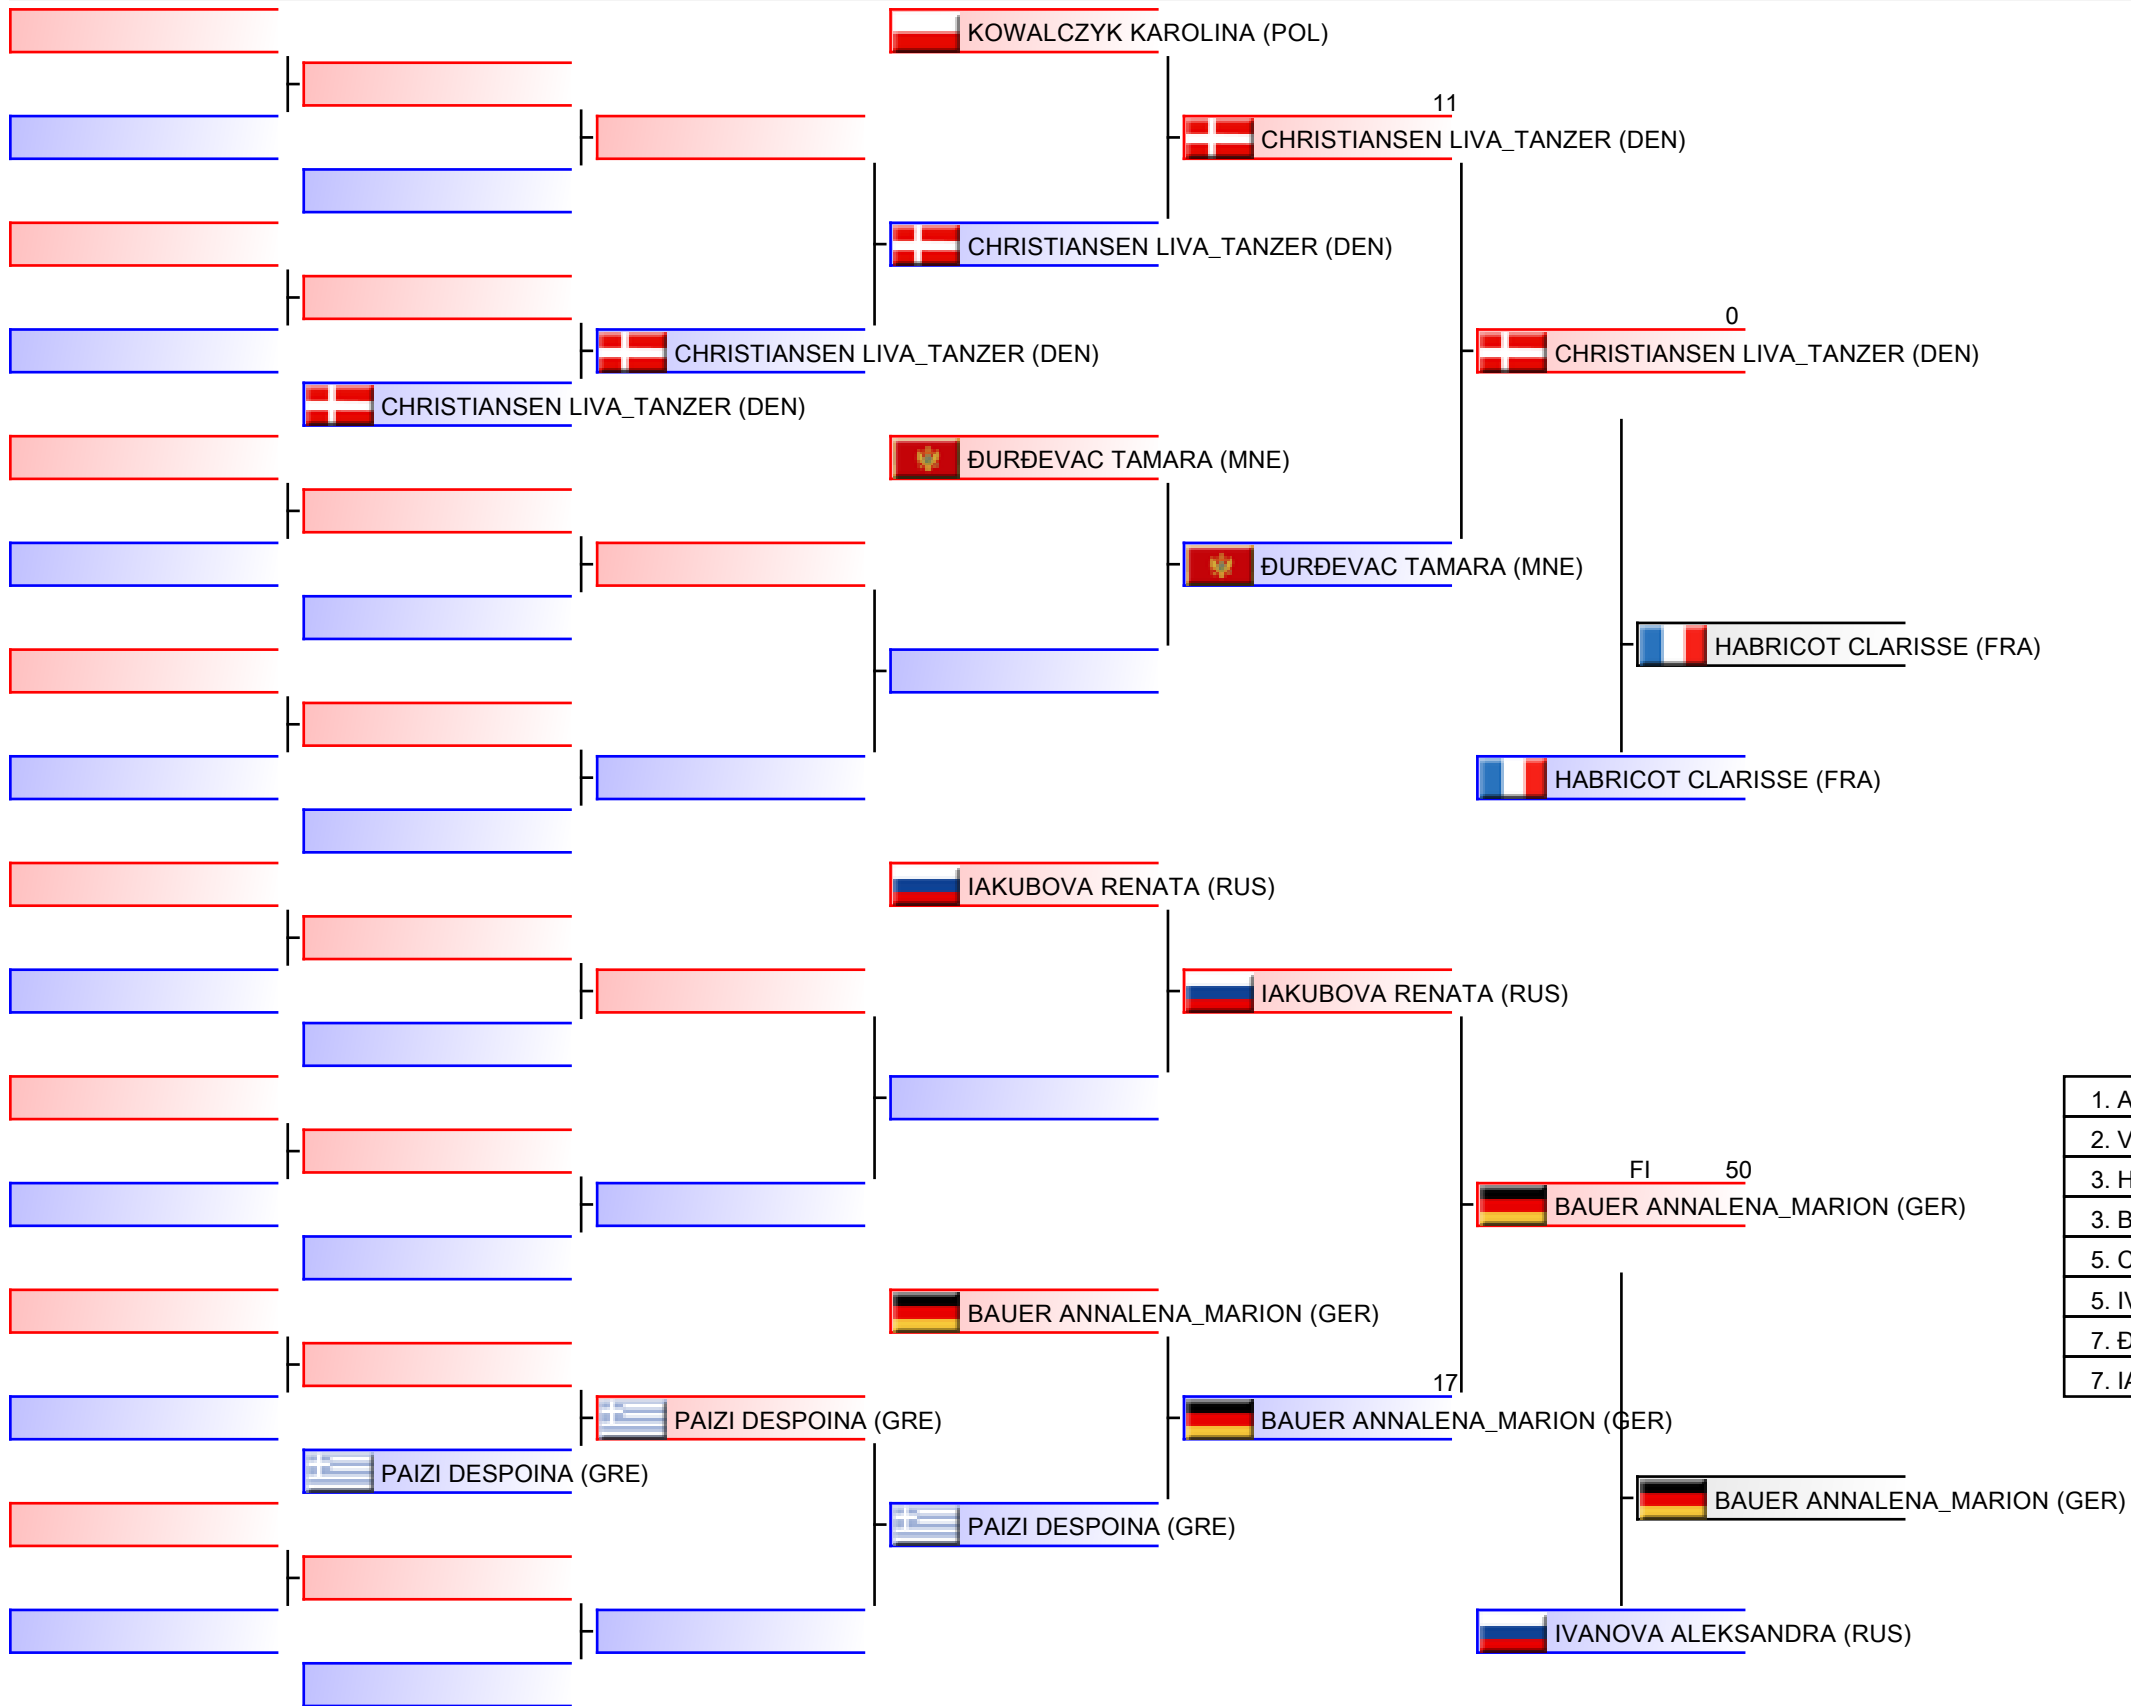 KOWALCZYK KAROLINA (POL)
11
CHRISTIANSEN LIVA_TANZER (DEN)
CHRISTIANSEN LIVA_TANZER (DEN)
0
CHRISTIANSEN LIVA_TANZER (DEN)
CHRISTIANSEN LIVA_TANZER (DEN)
CHRISTIANSEN LIVA_TANZER (DEN)
ĐURĐEVAC TAMARA (MNE)
ĐURĐEVAC TAMARA (MNE)
HABRICOT CLARISSE (FRA)
HABRICOT CLARISSE (FRA)
IAKUBOVA RENATA (RUS)
IAKUBOVA RENATA (RUS)
1. A
2. V
FI 50
3. H
BAUER ANNALENA_MARION (GER)
3. B
5. C
5. IV
BAUER ANNALENA_MARION (GER)
7. Đ
17
7. IA
PAIZI DESPOINA (GRE)
BAUER ANNALENA_MARION (GER)
PAIZI DESPOINA (GRE)
BAUER ANNALENA_MARION (GER)
PAIZI DESPOINA (GRE)
IVANOVA ALEKSANDRA (RUS)